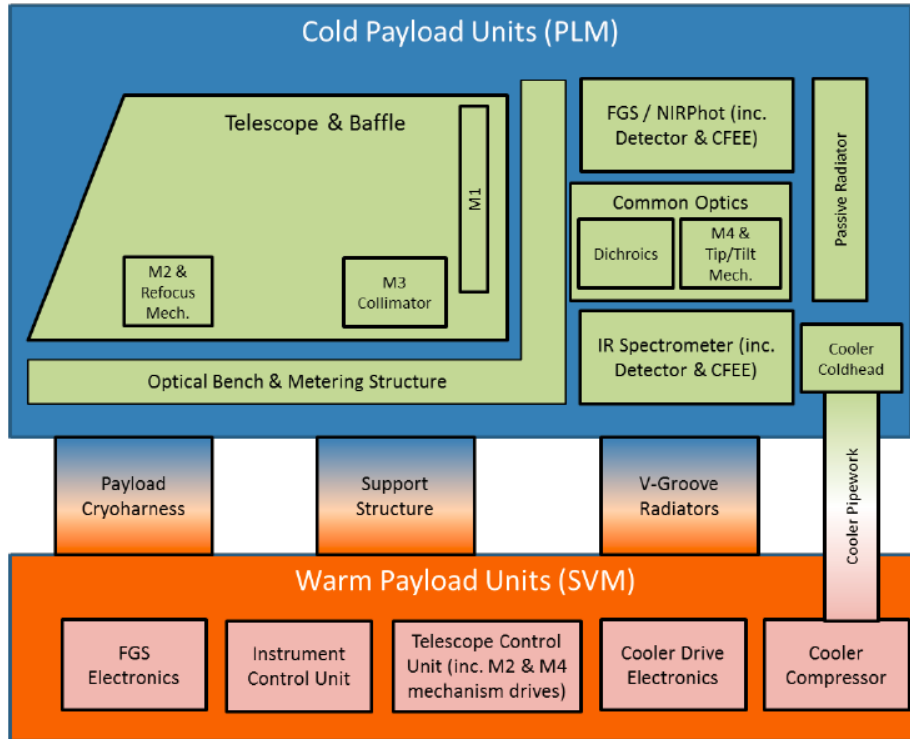 Cold Payload Units (PLM)
Telescope & Baffle
M1
M2 &
Refocus
Mech.
M3
Collimator
Optical Bench & Metering Structure
FGS / NIRPhot (inc.
Detector & CFEE)
Common Optics
Dichroics
M4 &
Tip/Tilt
Mech.
IR Spectrometer (inc.
Detector & CFEE)
Passive Radiator
Cooler
Coldhead
Payload
Cryoharness
Support
Structure
V-Groove
Radiators
Cooler Pipework
Warm Payload Units (SVM)
FGS
Electronics
Instrument
Control Unit
Telescope Control
Unit (inc. M2 & M4
mechanism drives)
Cooler Drive
Electronics
Cooler
Compressor